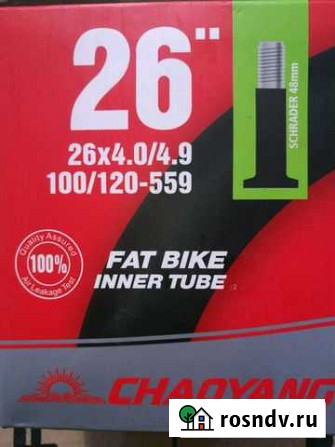 26"
26x4.0/4.9
100/120-559
SCHRADER 48mm
Quality Assured
100%
Air Leakage Test
FAT BIKE
INNER TUBE
CHAOYANG
rosndv.ru